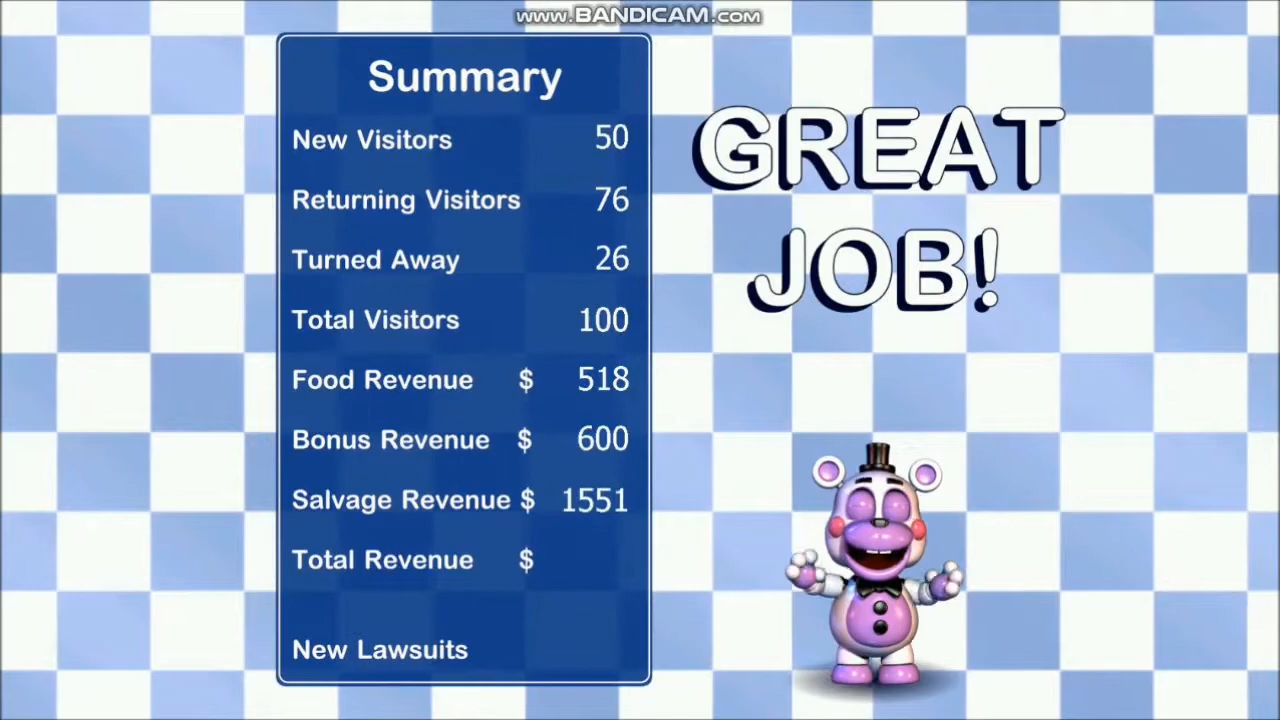 www.BANDICAM.com
Summary
New Visitors 50
Returning Visitors 76
Turned Away 26
Total Visitors 100
Food Revenue $ 518
Bonus Revenue $ 600
Salvage Revenue $ 1551
Total Revenue $
New Lawsuits
GREAT
JOB!